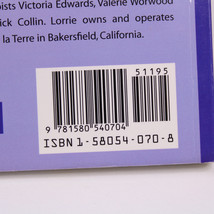 ists Victoria Edwards, Valerie Worwood
ick Collin. Lorrie owns and operates
la Terre in Bakersfield, California.
51195
9 781580 540704
ISBN 1-58054-070-8